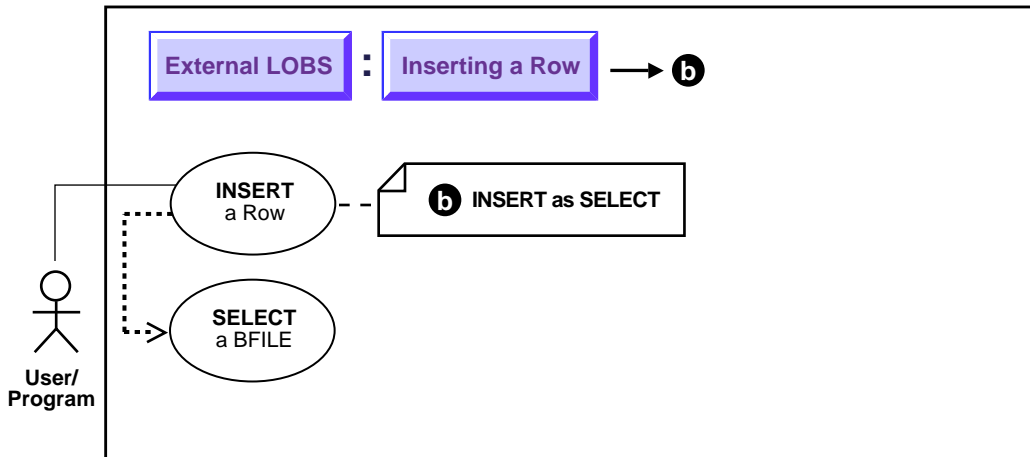 External LOBS : Inserting a Row b
INSERT
a Row
b INSERT as SELECT
SELECT
a BFILE
User/
Program